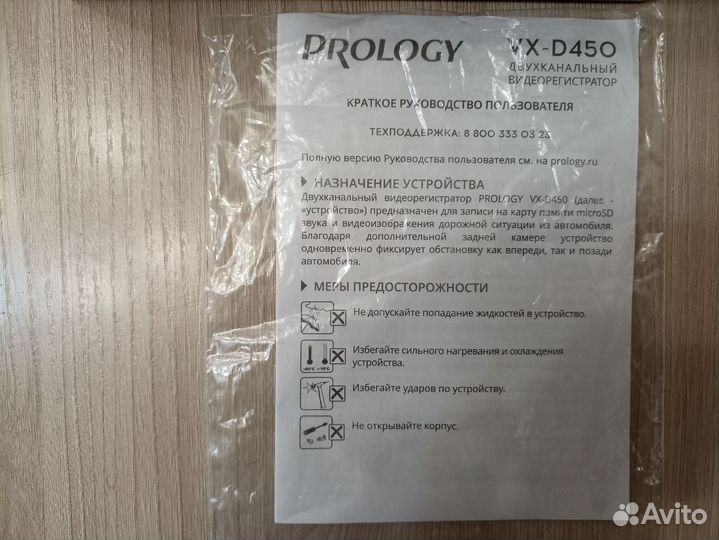 PROLOGY
VX-D450
ДВУХКАНАЛЬНЫЙ
ВИДЕОРЕГИСТРАТОР
КРАТКОЕ РУКОВОДСТВО ПОЛЬЗОВАТЕЛЯ
ТЕХПОДДЕРЖКА: 8 800 333 03 23
Полную версию Руководства пользователя см. на prology.ru
НАЗНАЧЕНИЕ УСТРОЙСТВА
Двухканальный видеорегистратор PROLOGY VX-D450 (далее -
«устройство») предназначен для записи на карту памяти microSD
звука и видеоизображения дорожной ситуации из автомобиля.
Благодаря дополнительной задней камере устройство
одновременно фиксирует обстановку как впереди, так и позади
автомобиля.
МЕРЫ ПРЕДОСТОРОЖНОСТИ
Не допускайте попадание жидкостей в устройство.
Избегайте сильного нагревания и охлаждения
устройства.
Избегайте ударов по устройству.
Не открывайте корпус.
Avito